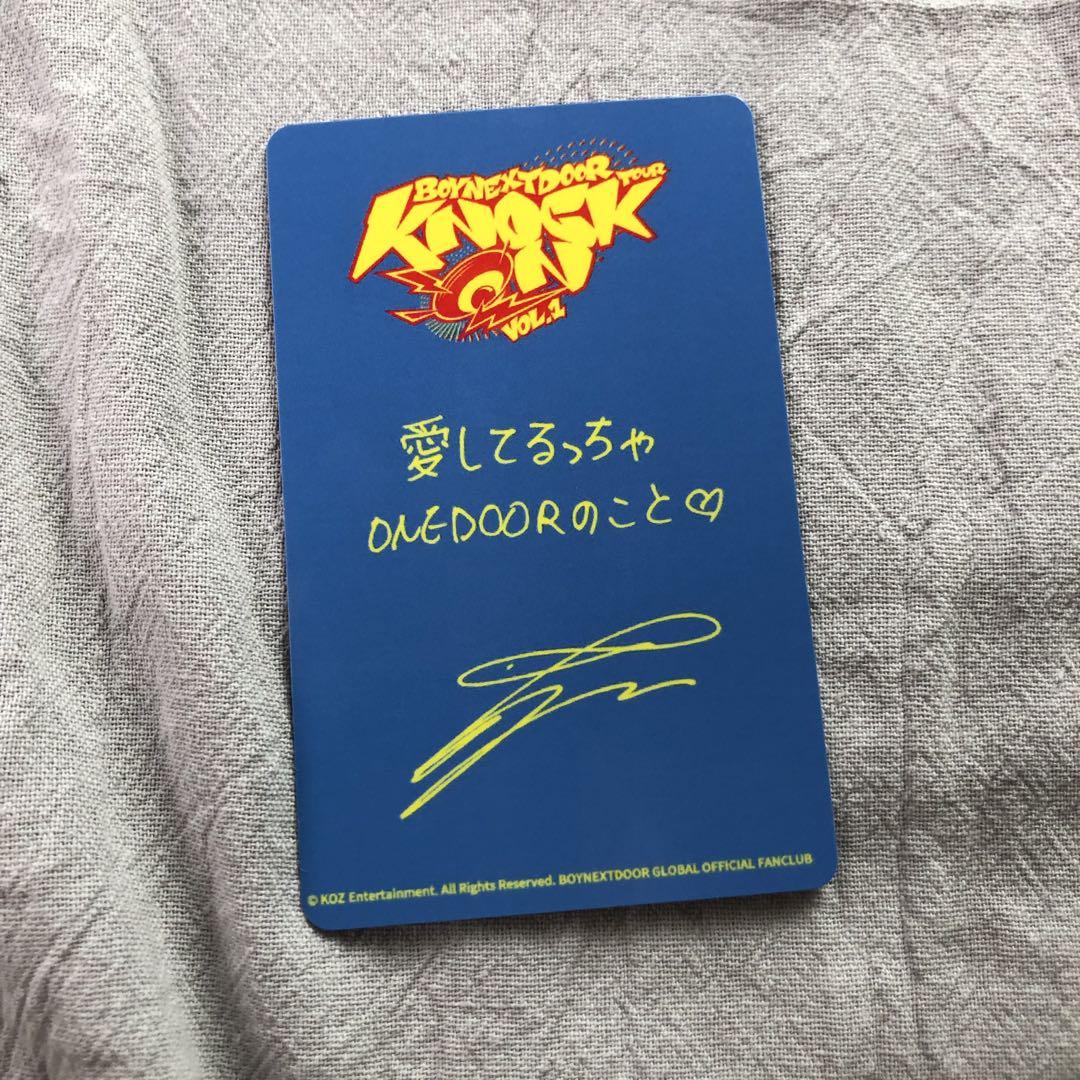 BOYNEXTDOOR TOUR
KNOCK
ON
VOL.1
愛してるっちゃ
ONEDOORのこと♡
© KOZ Entertainment. All Rights Reserved. BOYNEXTDOOR GLOBAL OFFICIAL FANCLUB